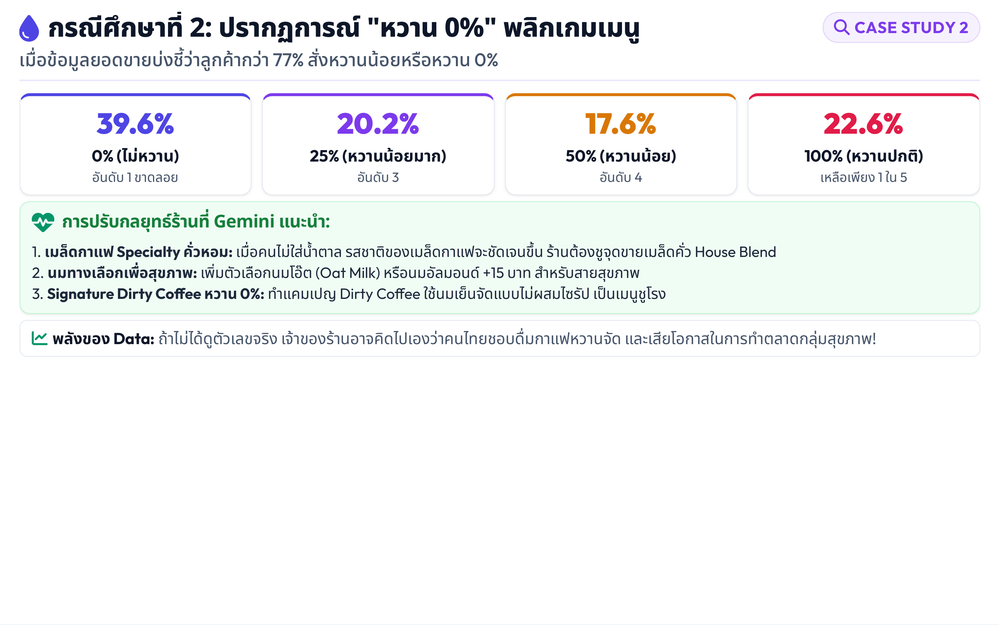 กรณีศึกษาที่ 2: ปรากฏการณ์ "หวาน 0%" พลิกเกมเมนู
CASE STUDY 2
เมื่อข้อมูลยอดขายบ่งชี้ว่าลูกค้ากว่า 77% สั่งหวานน้อยหรือหวาน 0%
39.6%
0% (ไม่หวาน)
อันดับ 1 ขาดลอย
20.2%
25% (หวานน้อยมาก)
อันดับ 3
17.6%
50% (หวานน้อย)
อันดับ 4
22.6%
100% (หวานปกติ)
เหลือเพียง 1 ใน 5
การปรับกลยุทธ์ร้านที่ Gemini แนะนำ:
1. เมล็ดกาแฟ Specialty คั่วหอม: เมื่อคนไม่ใส่น้ำตาล รสชาติของเมล็ดกาแฟจะชัดเจนขึ้น ร้านต้องชูจุดขายเมล็ดคั่ว House Blend
2. นมทางเลือกเพื่อสุขภาพ: เพิ่มตัวเลือกนมโอ๊ต (Oat Milk) หรือนมอัลมอนด์ +15 บาท สำหรับสายสุขภาพ
3. Signature Dirty Coffee หวาน 0%: ทำแคมเปญ Dirty Coffee ใช้นมเย็นจัดแบบไม่ผสมไซรัป เป็นเมนูชูโรง
พลังของ Data: ถ้าไม่ได้ดูตัวเลขจริง เจ้าของร้านอาจคิดไปเองว่าคนไทยชอบดื่มกาแฟหวานจัด และเสียโอกาสในการทำตลาดกลุ่มสุขภาพ!